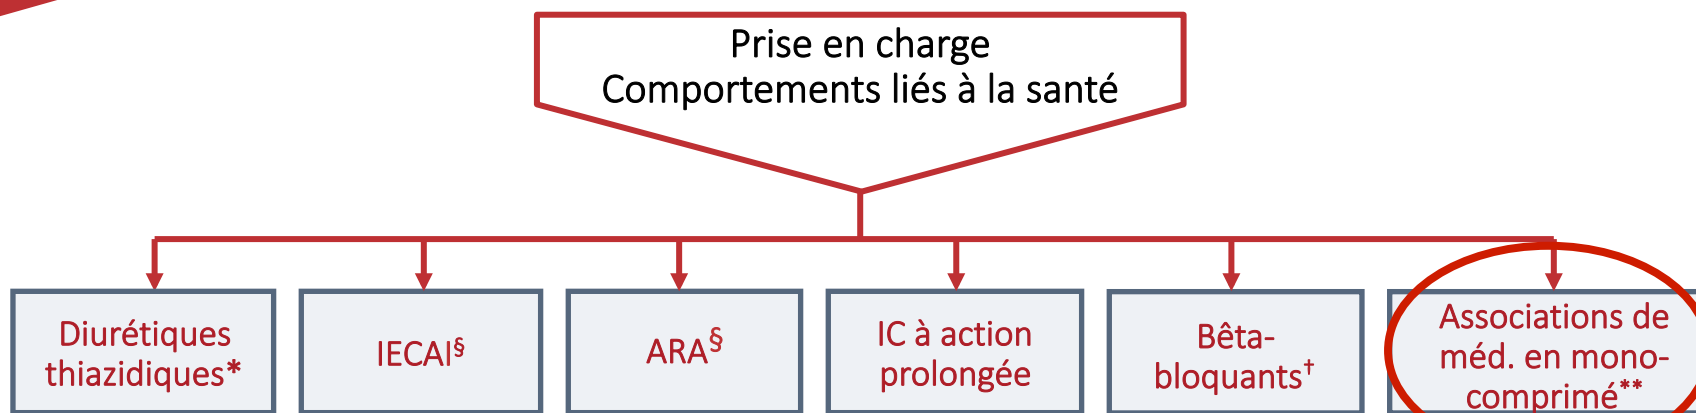 Prise en charge
Comportements liés à la santé
Diurétiques
thiazidiques*
IECAI§
ARA§
IC à action
prolongée
Bêta-
bloquants†
Associations de
méd. en mono-
comprimé**